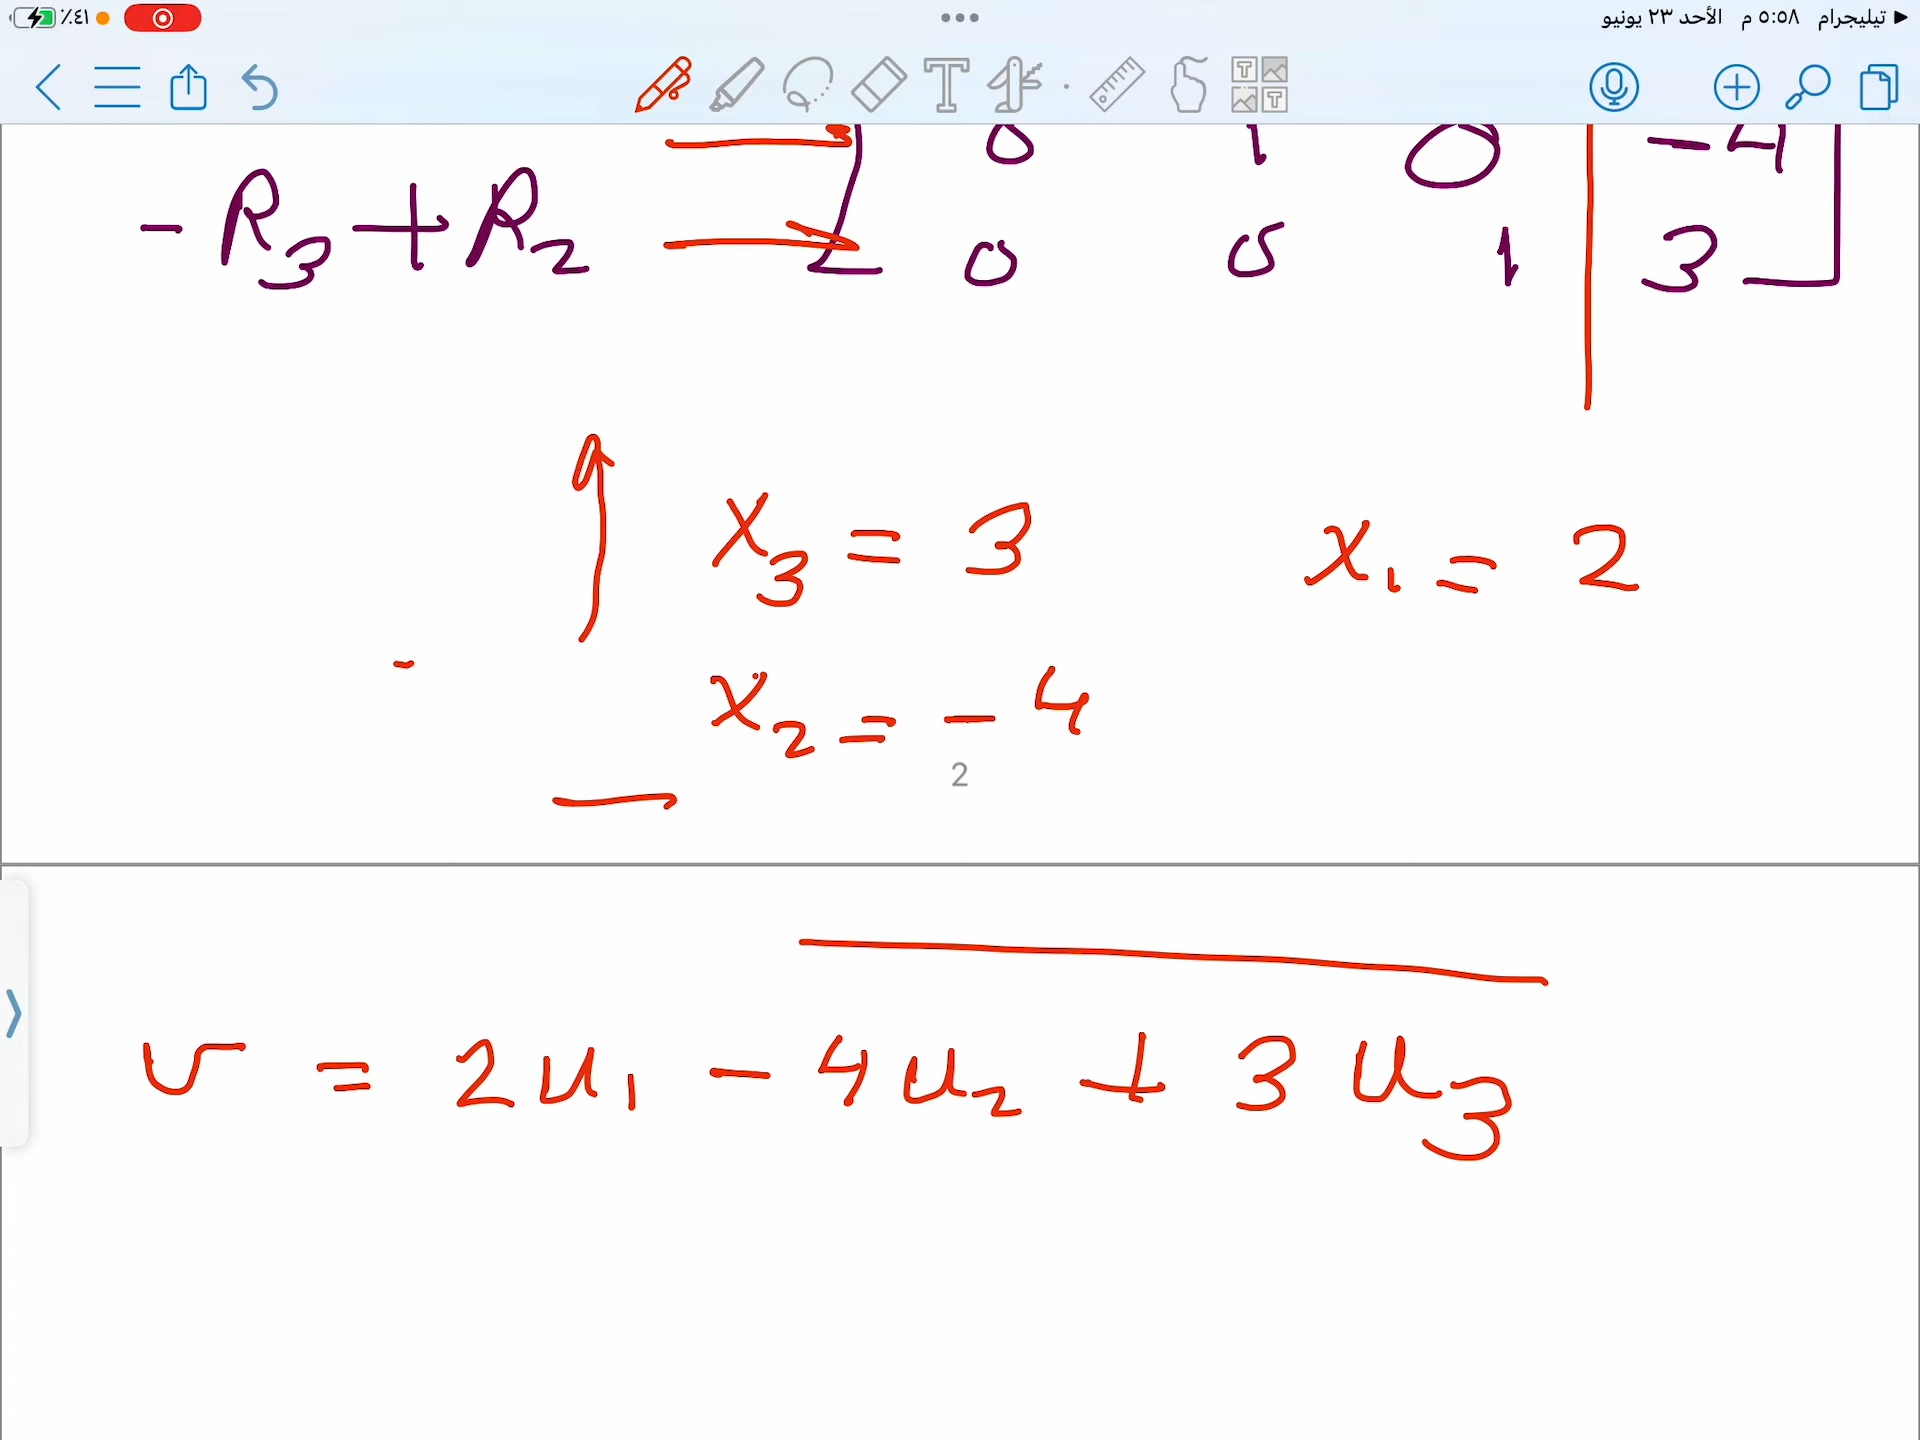 ٪٤١ ••• ◀ تيليجرام ٥:٥٨ م الأحد ٢٣ يونيو
0 1 0 | -4
-R₃+R₂ 0 0 1 | 3
x₃ = 3 x₁ = 2
x₂ = -4
2
v = 2u₁ - 4u₂ + 3u₃